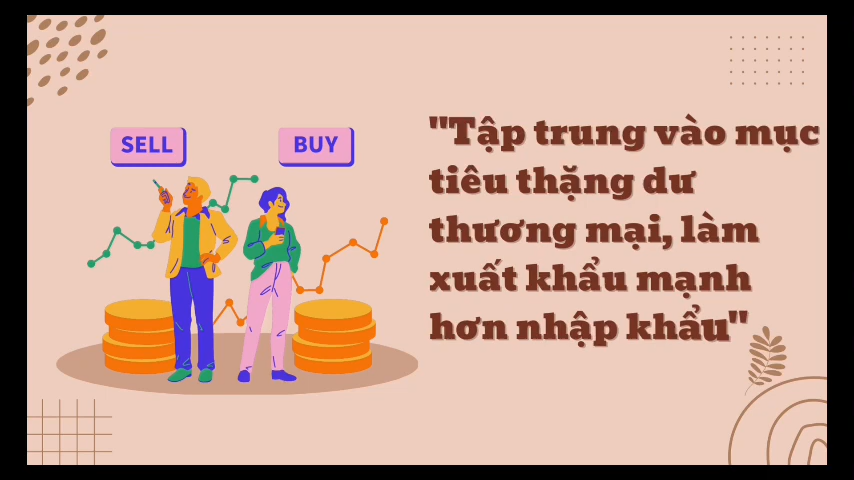 SELL
BUY
"Tập trung vào mục
tiêu thặng dư
thương mại, làm
xuất khẩu mạnh
hơn nhập khẩu"